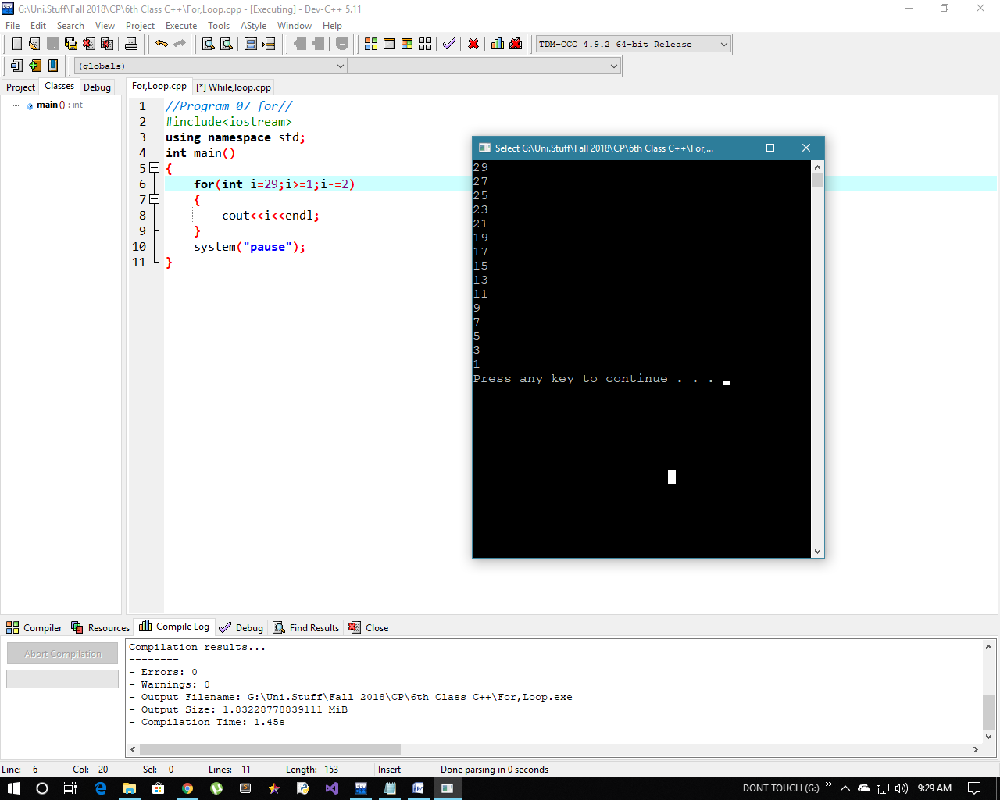 G:\Uni.Stuff\Fall 2018\CP\6th Class C++\For,Loop.cpp - [Executing] - Dev-C++ 5.11
File Edit Search View Project Execute Tools AStyle Window Help
TDM-GCC 4.9.2 64-bit Release
(globals)
Project Classes Debug
For,Loop.cpp [*] While,loop.cpp
main () : int
1 //Program 07 for//
2 #include<iostream>
3 using namespace std;
4 int main()
5 {
6 for(int i=29;i>=1;i-=2)
7 {
8 cout<<i<<endl;
9 }
10 system("pause");
11 }
Select G:\Uni.Stuff\Fall 2018\CP\6th Class C++\For,...
29
27
25
23
21
19
17
15
13
11
9
7
5
3
1
Press any key to continue . . .
Compiler Resources Compile Log Debug Find Results Close
Abort Compilation
Compilation results...
--------
- Errors: 0
- Warnings: 0
- Output Filename: G:\Uni.Stuff\Fall 2018\CP\6th Class C++\For,Loop.exe
- Output Size: 1.83228778839111 MiB
- Compilation Time: 1.45s
Line: 6 Col: 20 Sel: 0 Lines: 11 Length: 153 Insert Done parsing in 0 seconds
DONT TOUCH (G:) 9:29 AM